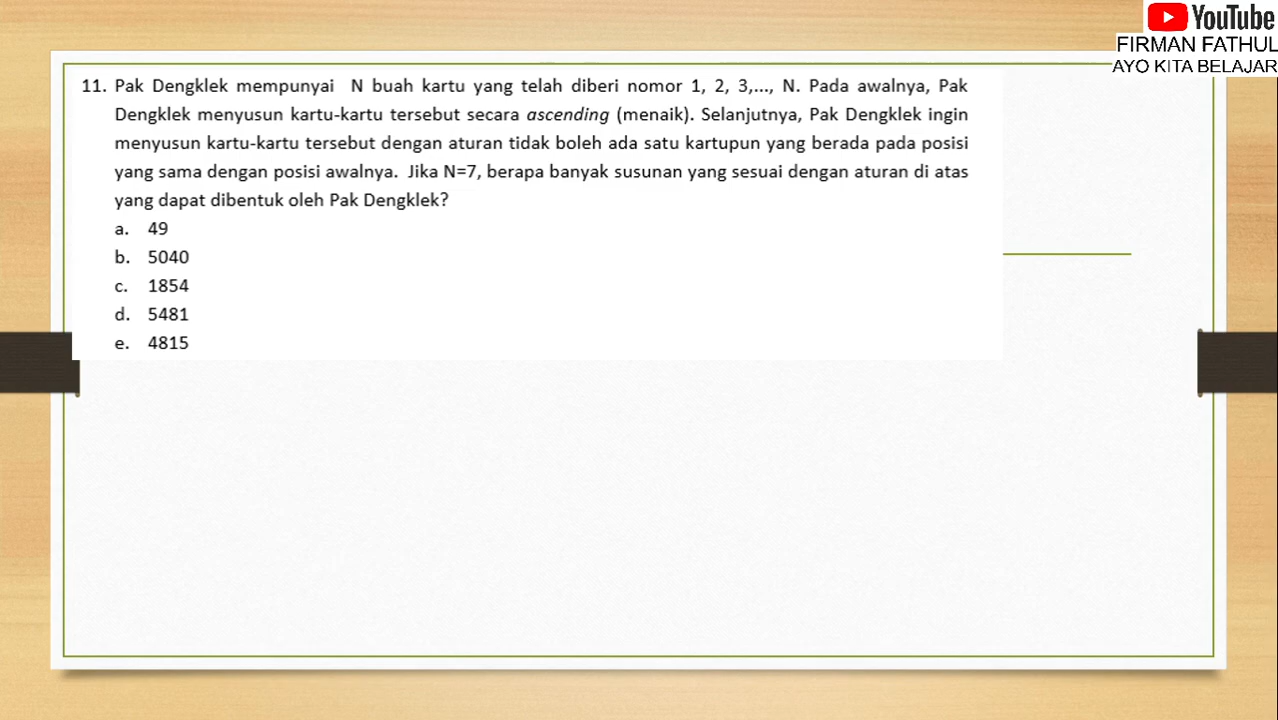 YouTube
FIRMAN FATHUL
AYO KITA BELAJAR
11. Pak Dengklek mempunyai N buah kartu yang telah diberi nomor 1, 2, 3,..., N. Pada awalnya, Pak
Dengklek menyusun kartu-kartu tersebut secara ascending (menaik). Selanjutnya, Pak Dengklek ingin
menyusun kartu-kartu tersebut dengan aturan tidak boleh ada satu kartupun yang berada pada posisi
yang sama dengan posisi awalnya. Jika N=7, berapa banyak susunan yang sesuai dengan aturan di atas
yang dapat dibentuk oleh Pak Dengklek?
a. 49
b. 5040
c. 1854
d. 5481
e. 4815